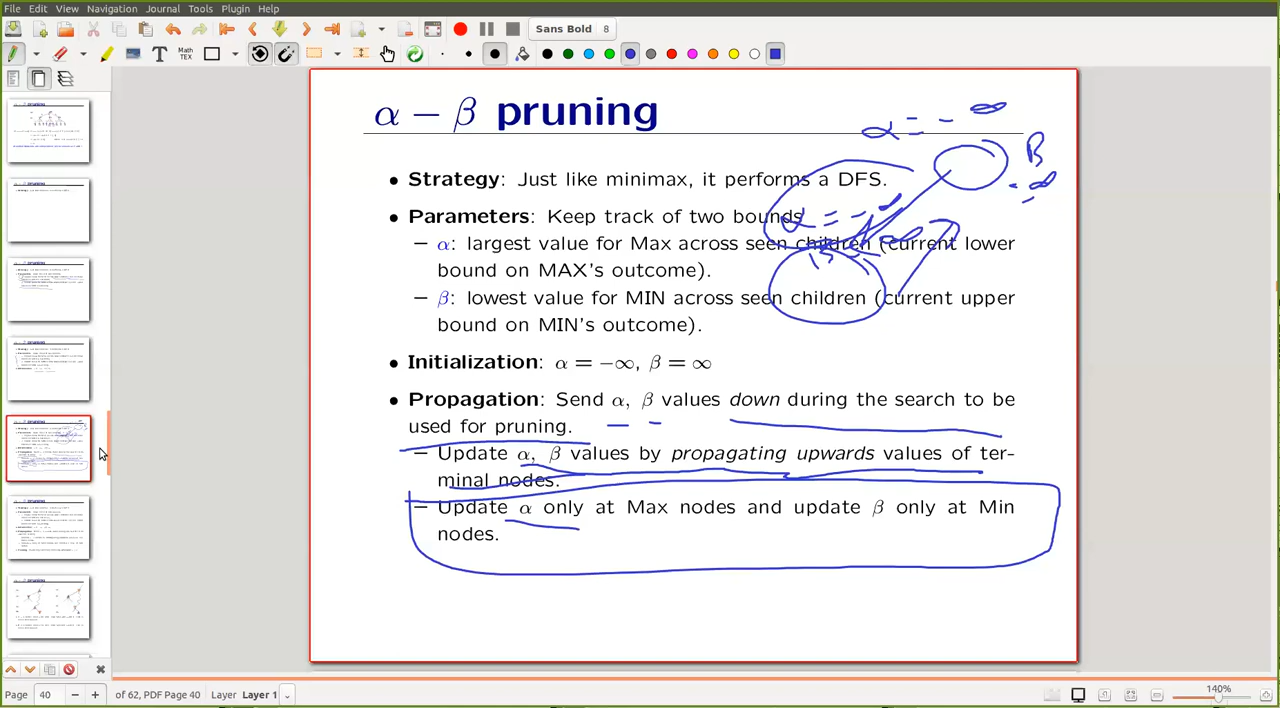 File Edit View Navigation Journal Tools Plugin Help
Sans Bold 8
Math
TEX
α − β pruning
α = - ∞
β
- ∞
• Strategy: Just like minimax, it performs a DFS.
• Parameters: Keep track of two bounds
α = - ∞
– α: largest value for Max across seen children (current lower
bound on MAX's outcome).
– β: lowest value for MIN across seen children (current upper
bound on MIN's outcome).
• Initialization: α = −∞, β = ∞
• Propagation: Send α, β values down during the search to be
used for pruning.
– Update α, β values by propagating upwards values of ter-
minal nodes.
– Update α only at Max nodes and update β only at Min
nodes.
Page 40 − + of 62, PDF Page 40 Layer Layer 1
140%